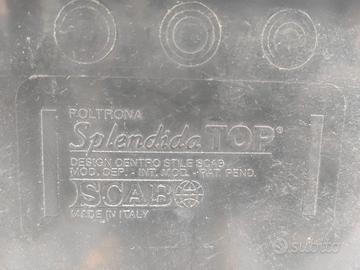 POLTRONA
Splendida TOP®
DESIGN CENTRO STILE SCAB
MOD. DEP. - INT. MOD. - PAT. PEND.
SCAB
MADE IN ITALY
subito